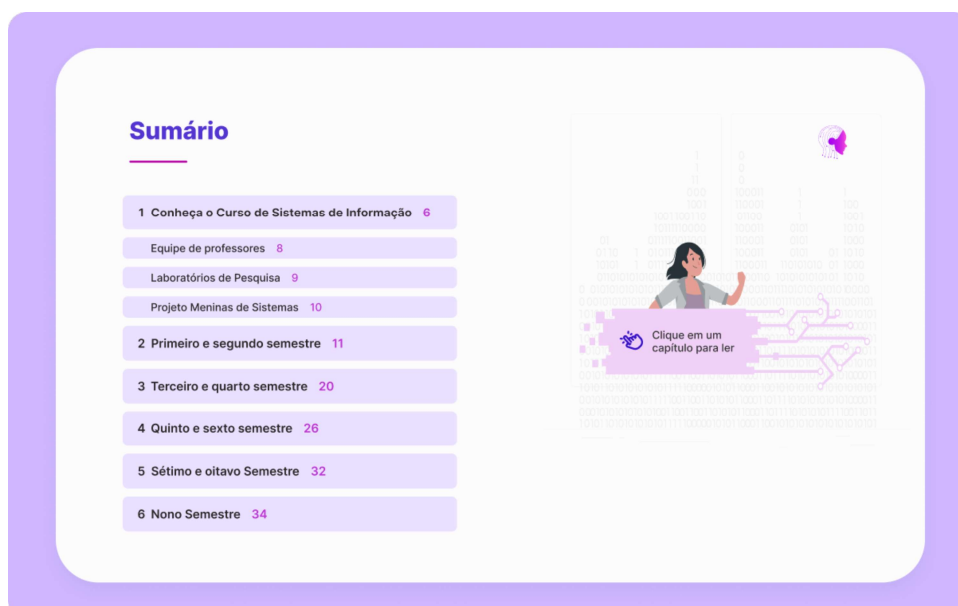 Sumário
1 Conheça o Curso de Sistemas de Informação 6
Equipe de professores 8
Laboratórios de Pesquisa 9
Projeto Meninas de Sistemas 10
2 Primeiro e segundo semestre 11
3 Terceiro e quarto semestre 20
4 Quinto e sexto semestre 26
5 Sétimo e oitavo Semestre 32
6 Nono Semestre 34
Clique em um
capítulo para ler